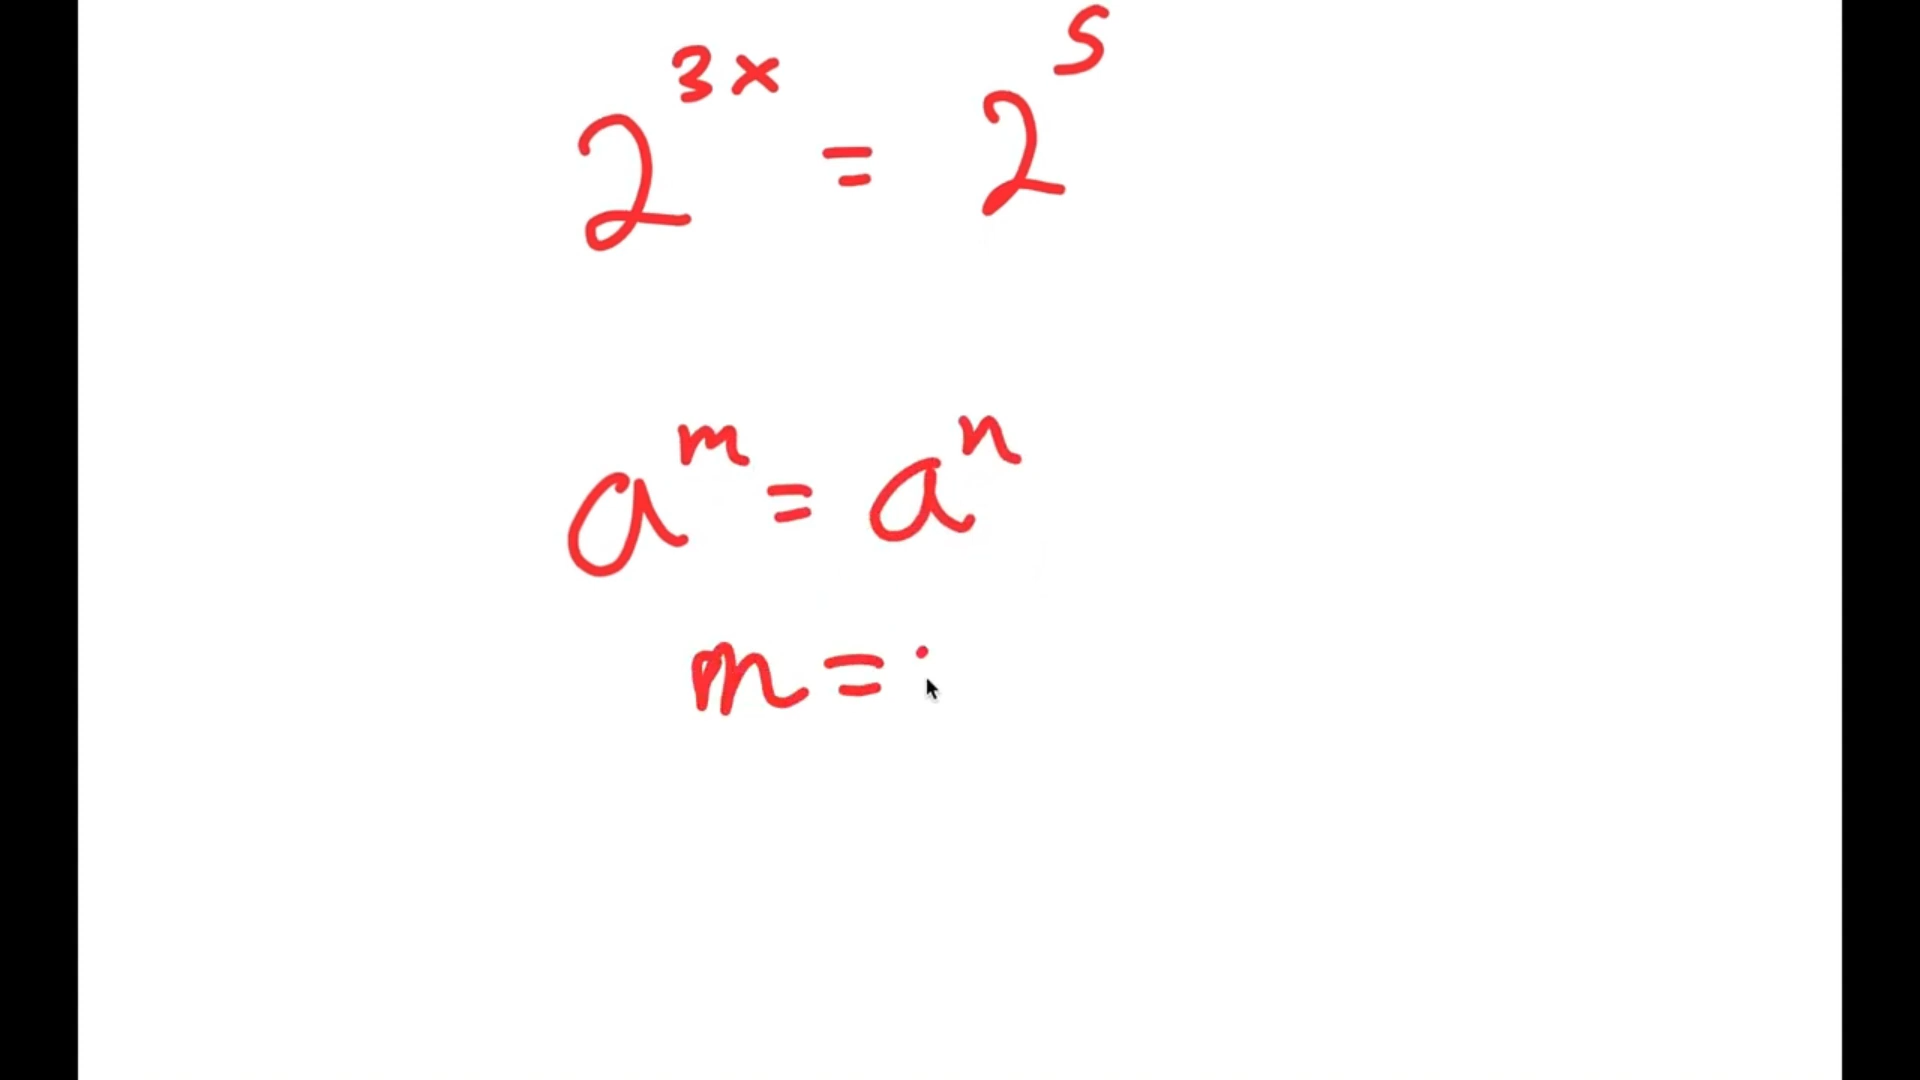 2^{3x} = 2^5
a^m = a^n
m =